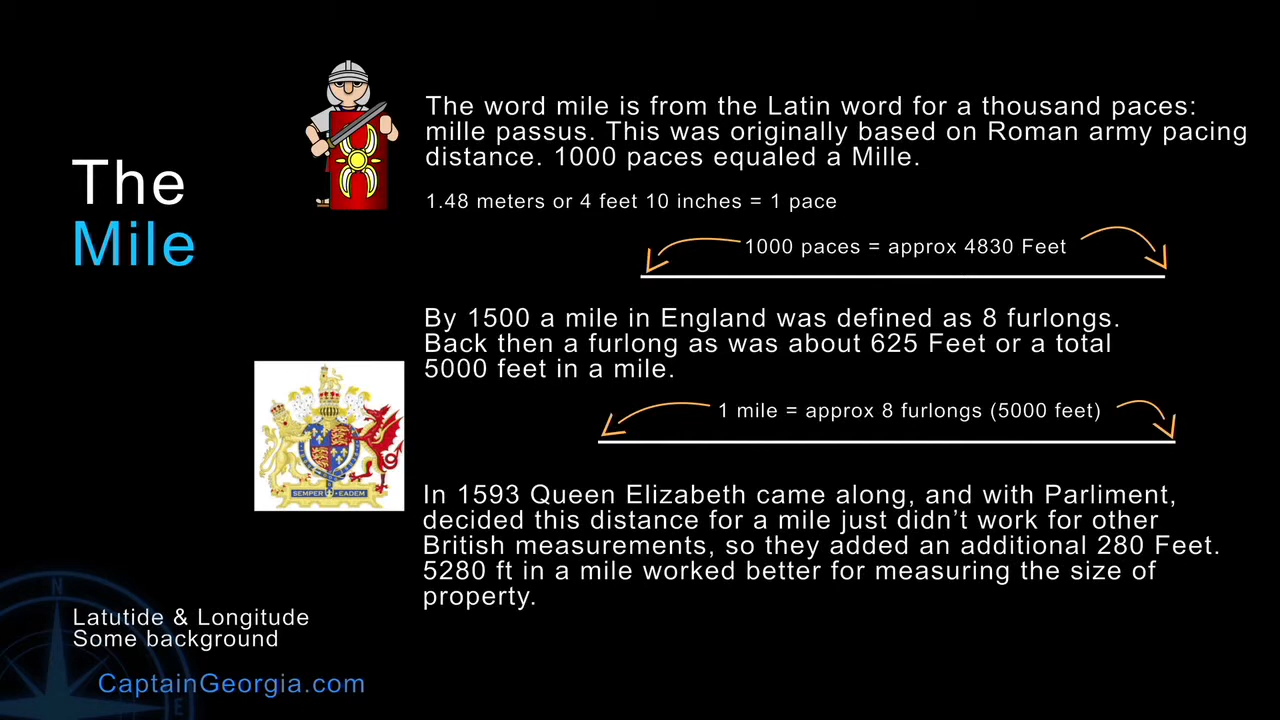 The
Mile
The word mile is from the Latin word for a thousand paces:
mille passus. This was originally based on Roman army pacing
distance. 1000 paces equaled a Mille.
1.48 meters or 4 feet 10 inches = 1 pace
1000 paces = approx 4830 Feet
By 1500 a mile in England was defined as 8 furlongs.
Back then a furlong as was about 625 Feet or a total
5000 feet in a mile.
1 mile = approx 8 furlongs (5000 feet)
SEMPER EADEM
In 1593 Queen Elizabeth came along, and with Parliment,
decided this distance for a mile just didn't work for other
British measurements, so they added an additional 280 Feet.
5280 ft in a mile worked better for measuring the size of
property.
N
Latutide & Longitude
Some background
CaptainGeorgia.com
E